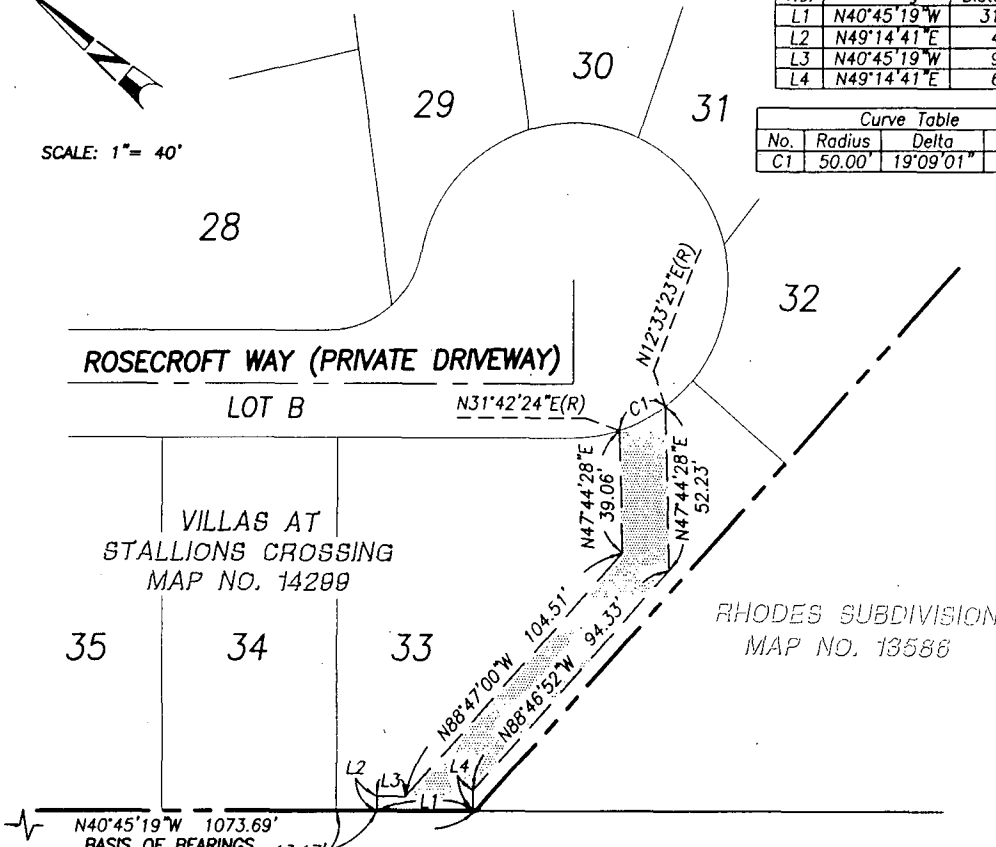 L1 N40°45'19"W 31
L2 N49°14'41"E 4
L3 N40°45'19"W 9
L4 N49°14'41"E 6
Curve Table
No. Radius Delta
C1 50.00' 19°09'01"
SCALE: 1"= 40'
28
29
30
31
32
ROSECROFT WAY (PRIVATE DRIVEWAY)
LOT B
N31°42'24"E(R)
N12°33'23"E(R)
C1
N47°44'28"E
39.06'
N47°44'28"E
52.23'
VILLAS AT
STALLIONS CROSSING
MAP NO. 14299
RHODES SUBDIVISION
MAP NO. 13586
35
34
33
N88°47'00"W 104.51'
N88°46'52"W 94.33'
L2
L3
L4
L1
N40°45'19"W 1073.69'
BASIS OF BEARINGS